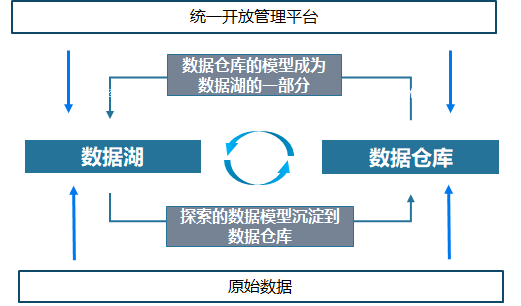 统一开放管理平台
数据仓库的模型成为
数据湖的一部分
数据湖
数据仓库
探索的数据模型沉淀到
数据仓库
原始数据